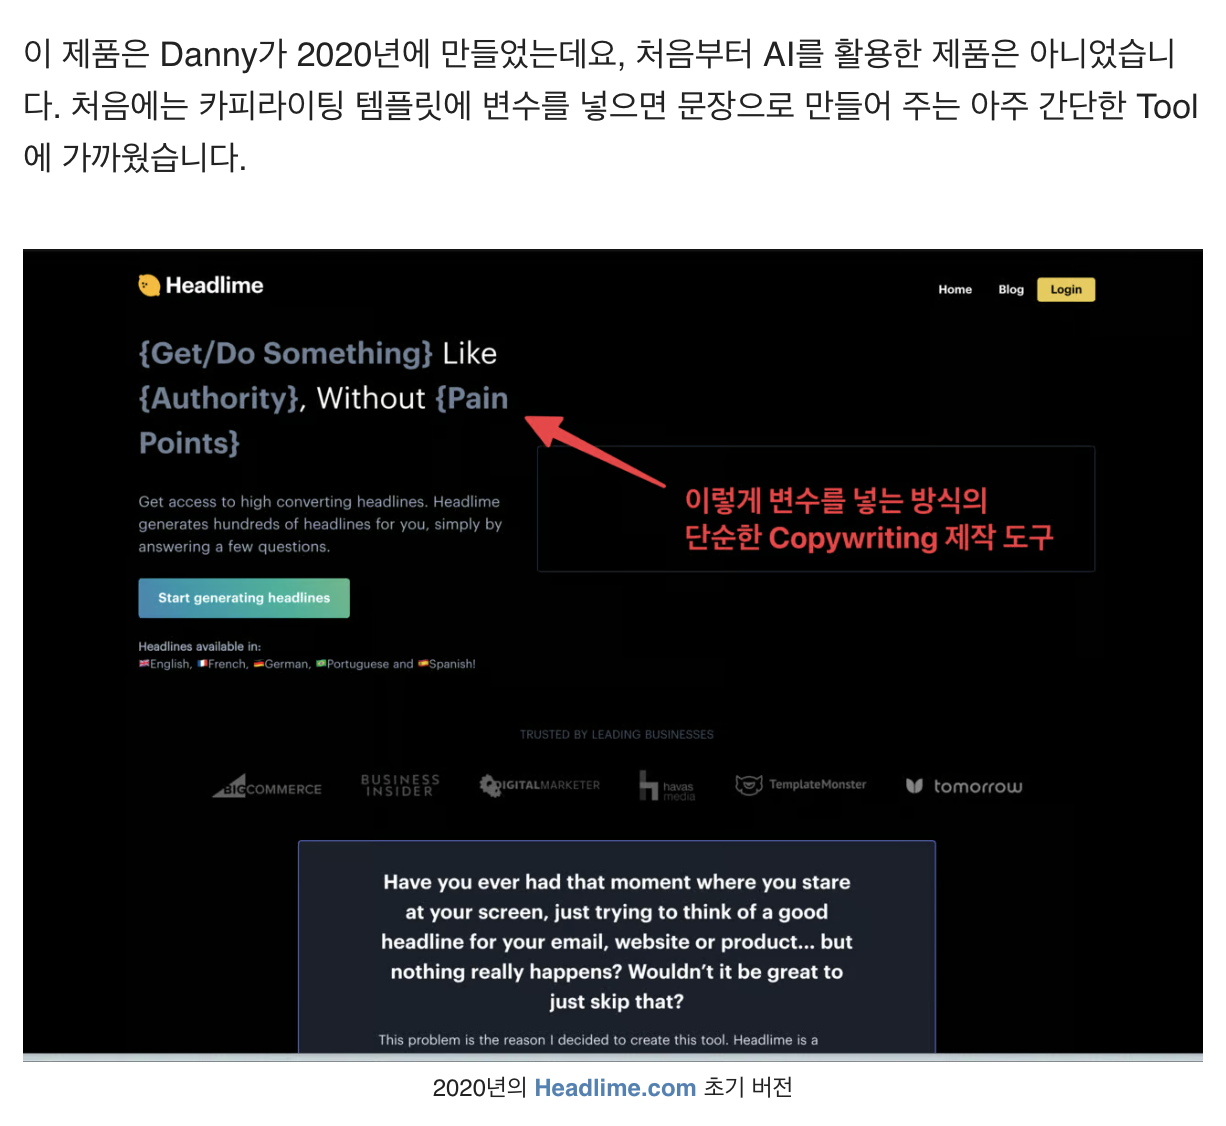 이 제품은 Danny가 2020년에 만들었는데요, 처음부터 AI를 활용한 제품은 아니었습니
다. 처음에는 카피라이팅 템플릿에 변수를 넣으면 문장으로 만들어 주는 아주 간단한 Tool
에 가까웠습니다.
Headlime
Home Blog Login
{Get/Do Something} Like
{Authority}, Without {Pain
Points}
이렇게 변수를 넣는 방식의
단순한 Copywriting 제작 도구
Get access to high converting headlines. Headlime
generates hundreds of headlines for you, simply by
answering a few questions.
Start generating headlines
Headlines available in:
English, French, German, Portuguese and Spanish!
TRUSTED BY LEADING BUSINESSES
BIGCOMMERCE
BUSINESS
INSIDER
DIGITALMARKETER
havas
media
TemplateMonster
tomorrow
Have you ever had that moment where you stare
at your screen, just trying to think of a good
headline for your email, website or product... but
nothing really happens? Wouldn't it be great to
just skip that?
This problem is the reason I decided to create this tool. Headlime is a
2020년의 Headlime.com 초기 버전